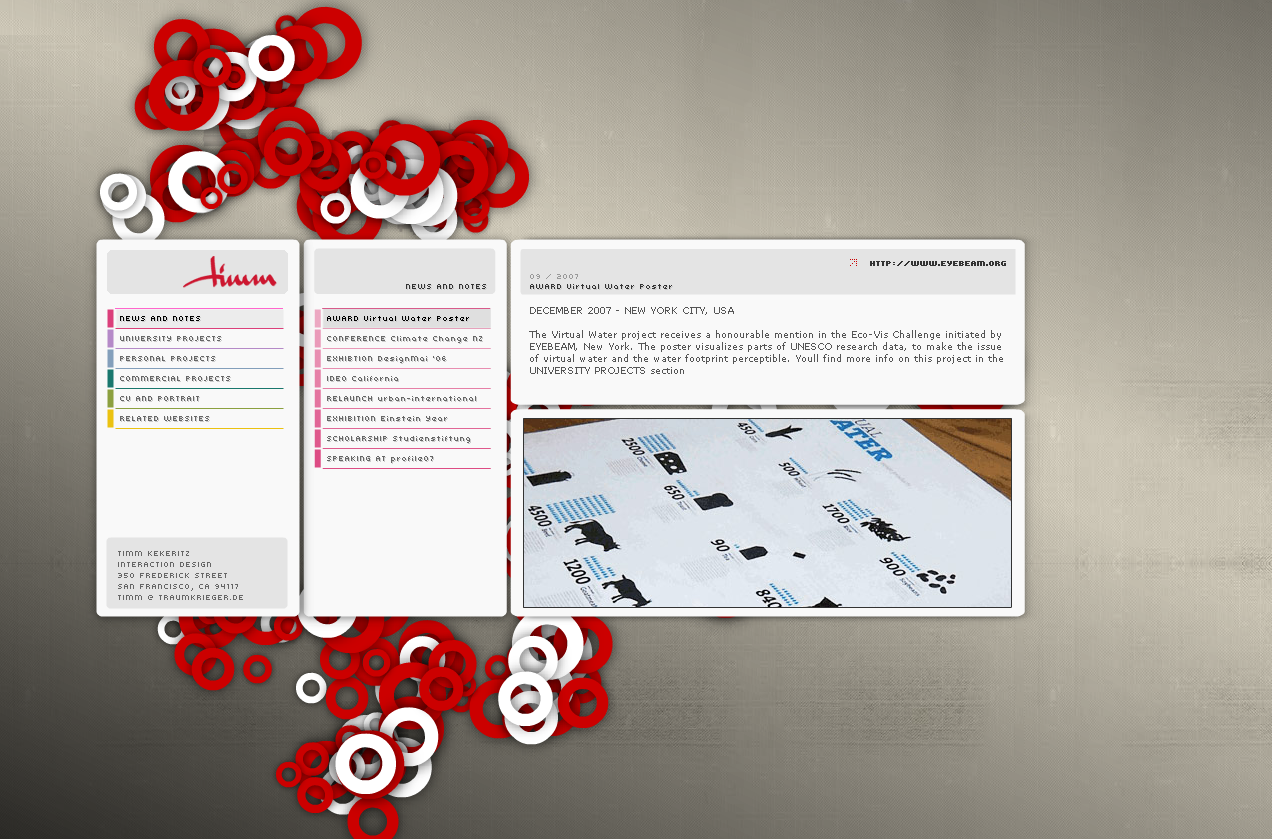 timm
NEWS AND NOTES
UNIVERSITY PROJECTS
PERSONAL PROJECTS
COMMERCIAL PROJECTS
CV AND PORTRAIT
RELATED WEBSITES
TIMM KEKERITZ
INTERACTION DESIGN
350 FREDERICK STREET
SAN FRANCISCO, CA 94117
TIMM @ TRAUMKRIEGER.DE
NEWS AND NOTES
AWARD Virtual Water Poster
CONFERENCE Climate Change NZ
EXHIBTION DesignMai '06
IDEO California
RELAUNCH urban-international
EXHIBITION Einstein Year
SCHOLARSHIP Studienstiftung
SPEAKING AT profile07
HTTP://WWW.EYEBEAM.ORG
09 / 2007
AWARD Virtual Water Poster
DECEMBER 2007 - NEW YORK CITY, USA
The Virtual Water project receives a honourable mention in the Eco-Vis Challenge initiated by
EYEBEAM, New York. The poster visualizes parts of UNESCO research data, to make the issue
of virtual water and the water footprint perceptible. Youll find more info on this project in the
UNIVERSITY PROJECTS section
UAL
ATER
450
2500
500
650
1700
4500
90
900
1200
840